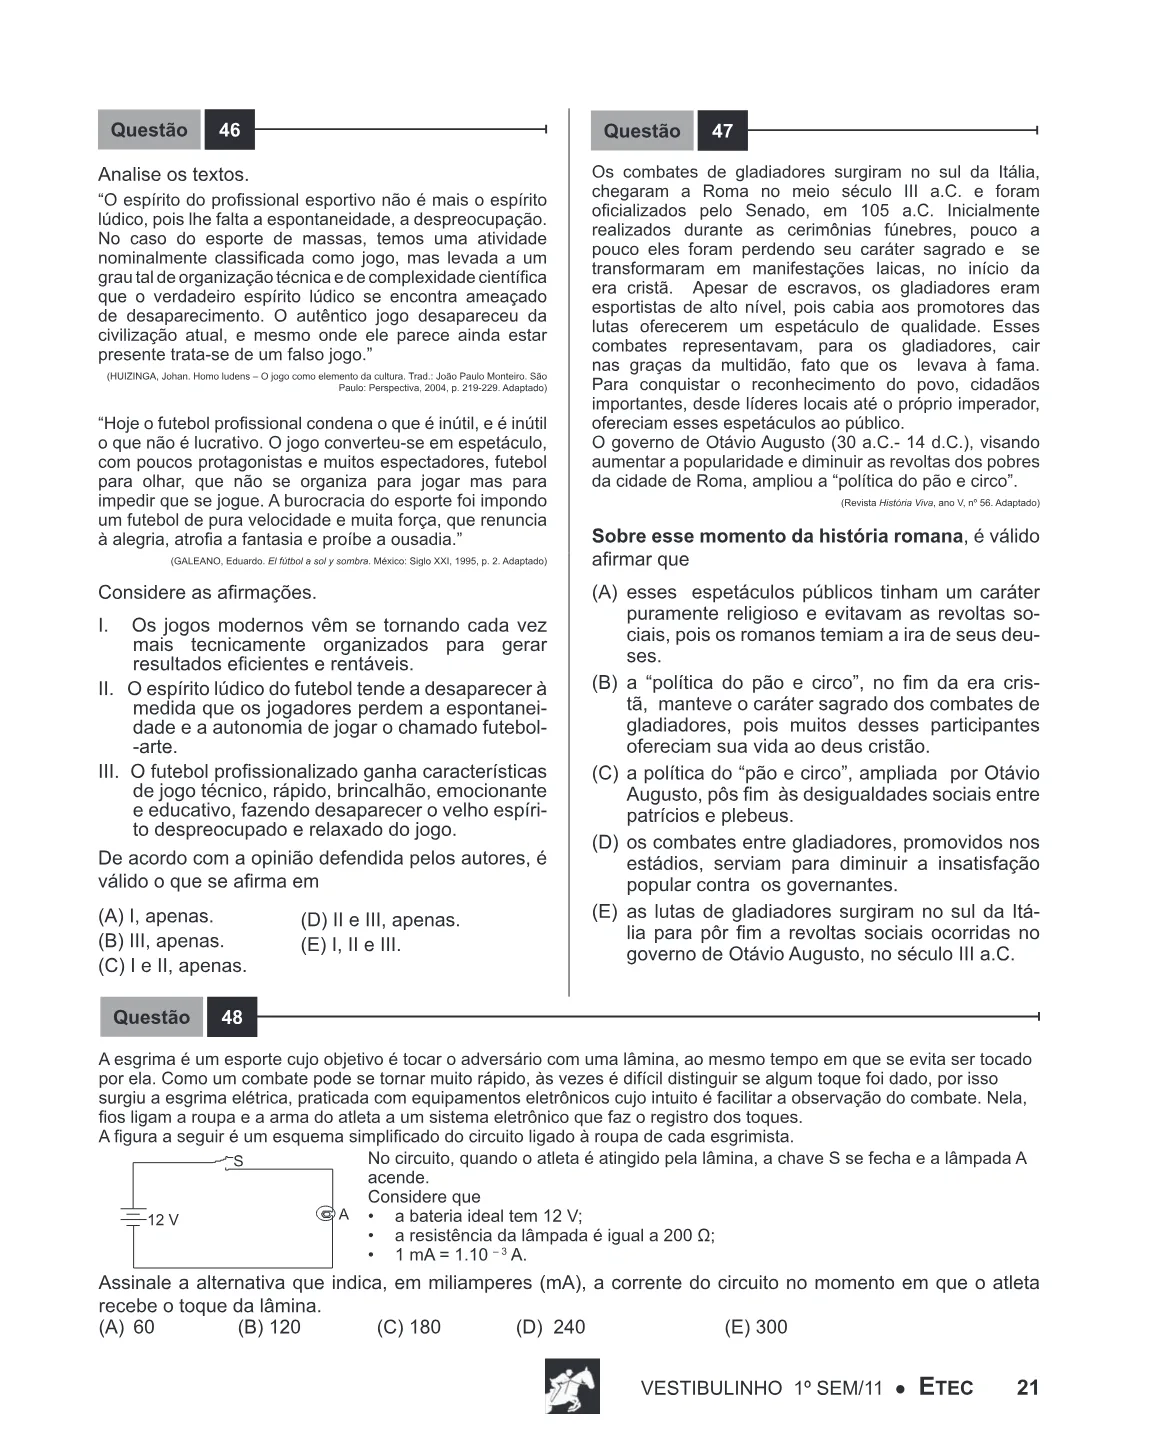 Questão 46
Analise os textos.
“O espírito do profissional esportivo não é mais o espírito
lúdico, pois lhe falta a espontaneidade, a despreocupação.
No caso do esporte de massas, temos uma atividade
nominalmente classificada como jogo, mas levada a um
grau tal de organização técnica e de complexidade científica
que o verdadeiro espírito lúdico se encontra ameaçado
de desaparecimento. O autêntico jogo desapareceu da
civilização atual, e mesmo onde ele parece ainda estar
presente trata-se de um falso jogo.”
(HUIZINGA, Johan. Homo ludens – O jogo como elemento da cultura. Trad.: João Paulo Monteiro. São
Paulo: Perspectiva, 2004, p. 219-229. Adaptado)
“Hoje o futebol profissional condena o que é inútil, e é inútil
o que não é lucrativo. O jogo converteu-se em espetáculo,
com poucos protagonistas e muitos espectadores, futebol
para olhar, que não se organiza para jogar mas para
impedir que se jogue. A burocracia do esporte foi impondo
um futebol de pura velocidade e muita força, que renuncia
à alegria, atrofia a fantasia e proíbe a ousadia.”
(GALEANO, Eduardo. El fútbol a sol y sombra. México: Siglo XXI, 1995, p. 2. Adaptado)
Considere as afirmações.
I. Os jogos modernos vêm se tornando cada vez
mais tecnicamente organizados para gerar
resultados eficientes e rentáveis.
II. O espírito lúdico do futebol tende a desaparecer à
medida que os jogadores perdem a espontanei-
dade e a autonomia de jogar o chamado futebol-
-arte.
III. O futebol profissionalizado ganha características
de jogo técnico, rápido, brincalhão, emocionante
e educativo, fazendo desaparecer o velho espíri-
to despreocupado e relaxado do jogo.
De acordo com a opinião defendida pelos autores, é
válido o que se afirma em
(A) I, apenas.
(B) III, apenas.
(C) I e II, apenas.
(D) II e III, apenas.
(E) I, II e III.
Questão 47
Os combates de gladiadores surgiram no sul da Itália,
chegaram a Roma no meio século III a.C. e foram
oficializados pelo Senado, em 105 a.C. Inicialmente
realizados durante as cerimônias fúnebres, pouco a
pouco eles foram perdendo seu caráter sagrado e se
transformaram em manifestações laicas, no início da
era cristã. Apesar de escravos, os gladiadores eram
esportistas de alto nível, pois cabia aos promotores das
lutas oferecerem um espetáculo de qualidade. Esses
combates representavam, para os gladiadores, cair
nas graças da multidão, fato que os levava à fama.
Para conquistar o reconhecimento do povo, cidadãos
importantes, desde líderes locais até o próprio imperador,
ofereciam esses espetáculos ao público.
O governo de Otávio Augusto (30 a.C.- 14 d.C.), visando
aumentar a popularidade e diminuir as revoltas dos pobres
da cidade de Roma, ampliou a “política do pão e circo”.
(Revista História Viva, ano V, nº 56. Adaptado)
Sobre esse momento da história romana, é válido
afirmar que
(A) esses espetáculos públicos tinham um caráter
puramente religioso e evitavam as revoltas so-
ciais, pois os romanos temiam a ira de seus deu-
ses.
(B) a “política do pão e circo”, no fim da era cris-
tã, manteve o caráter sagrado dos combates de
gladiadores, pois muitos desses participantes
ofereciam sua vida ao deus cristão.
(C) a política do “pão e circo”, ampliada por Otávio
Augusto, pôs fim às desigualdades sociais entre
patrícios e plebeus.
(D) os combates entre gladiadores, promovidos nos
estádios, serviam para diminuir a insatisfação
popular contra os governantes.
(E) as lutas de gladiadores surgiram no sul da Itá-
lia para pôr fim a revoltas sociais ocorridas no
governo de Otávio Augusto, no século III a.C.
Questão 48
A esgrima é um esporte cujo objetivo é tocar o adversário com uma lâmina, ao mesmo tempo em que se evita ser tocado
por ela. Como um combate pode se tornar muito rápido, às vezes é difícil distinguir se algum toque foi dado, por isso
surgiu a esgrima elétrica, praticada com equipamentos eletrônicos cujo intuito é facilitar a observação do combate. Nela,
fios ligam a roupa e a arma do atleta a um sistema eletrônico que faz o registro dos toques.
A figura a seguir é um esquema simplificado do circuito ligado à roupa de cada esgrimista.
S
12 V
A
No circuito, quando o atleta é atingido pela lâmina, a chave S se fecha e a lâmpada A
acende.
Considere que
• a bateria ideal tem 12 V;
• a resistência da lâmpada é igual a 200 Ω;
• 1 mA = 1.10 – 3 A.
Assinale a alternativa que indica, em miliamperes (mA), a corrente do circuito no momento em que o atleta
recebe o toque da lâmina.
(A) 60 (B) 120 (C) 180 (D) 240 (E) 300
VESTIBULINHO 1º SEM/11 • ETEC 21